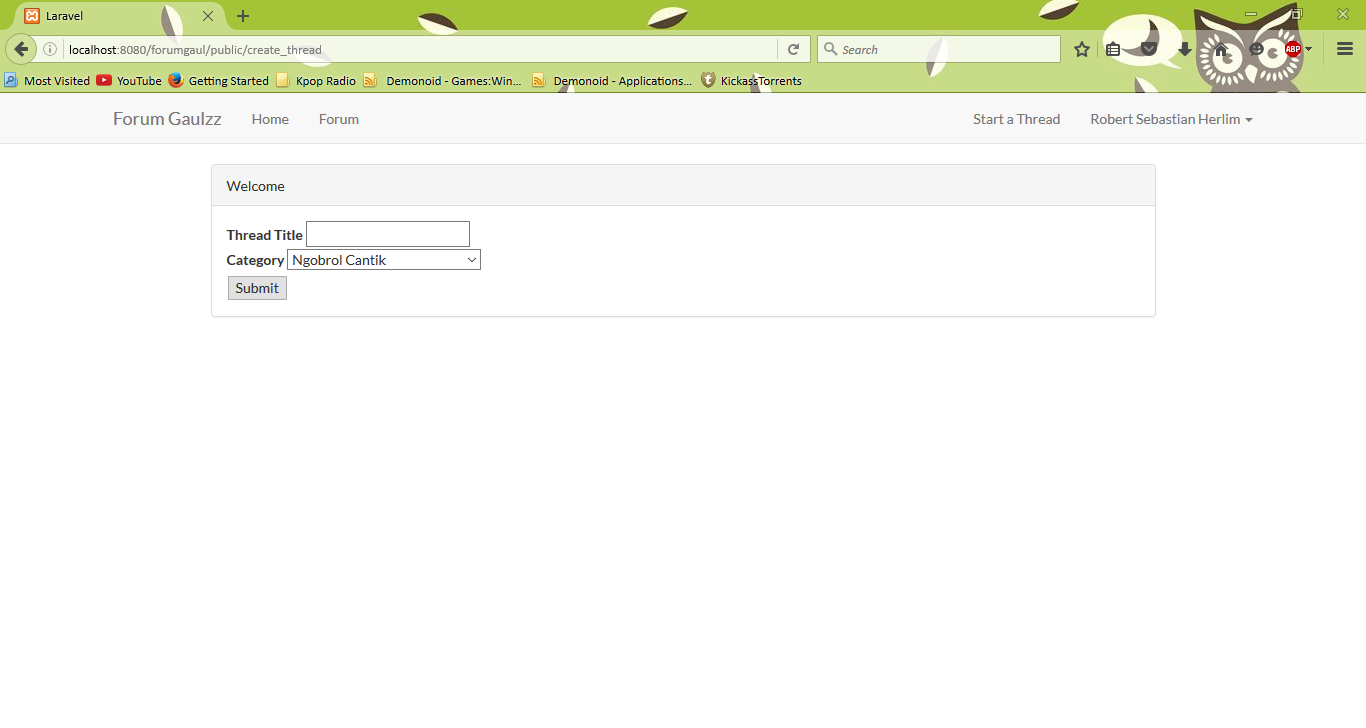 Laravel
localhost:8080/forumgaul/public/create_thread
Search
ABP
Most Visited YouTube Getting Started Kpop Radio Demonoid - Games:Win... Demonoid - Applications... KickassTorrents
Forum Gaulzz Home Forum Start a Thread Robert Sebastian Herlim
Welcome
Thread Title
Category Ngobrol Cantik
Submit